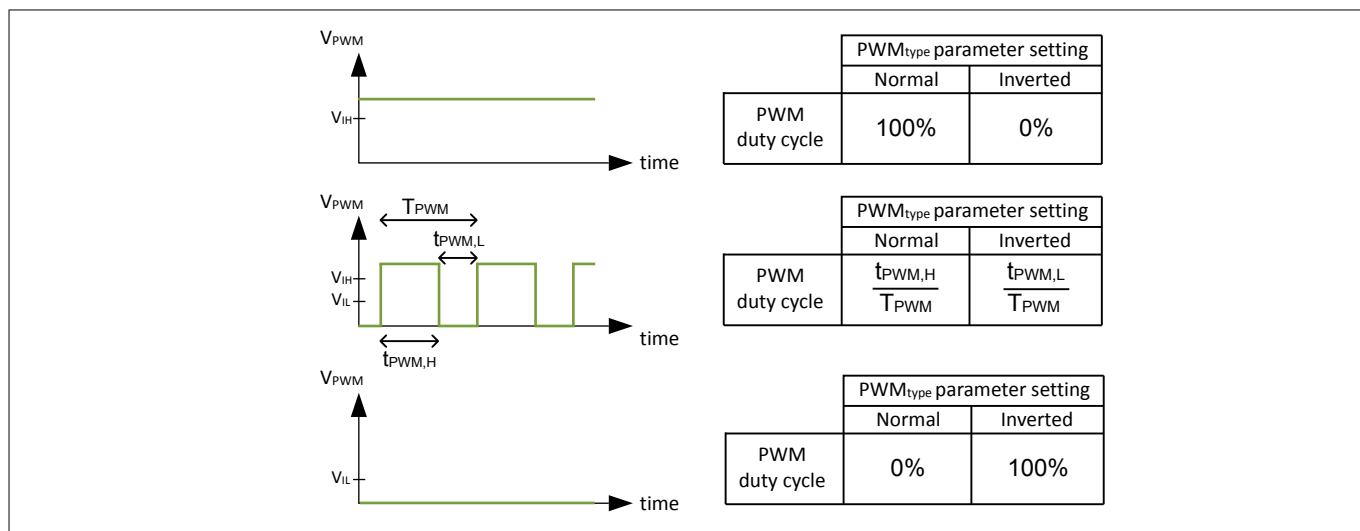 VPWM
VIH
time
PWMtype parameter setting
Normal Inverted
PWM
duty cycle
100% 0%
VPWM
TPWM
tPWM,L
VIH
VIL
time
tPWM,H
PWMtype parameter setting
Normal Inverted
PWM
duty cycle
tPWM,H
TPWM
tPWM,L
TPWM
VPWM
VIL
time
PWMtype parameter setting
Normal Inverted
PWM
duty cycle
0% 100%